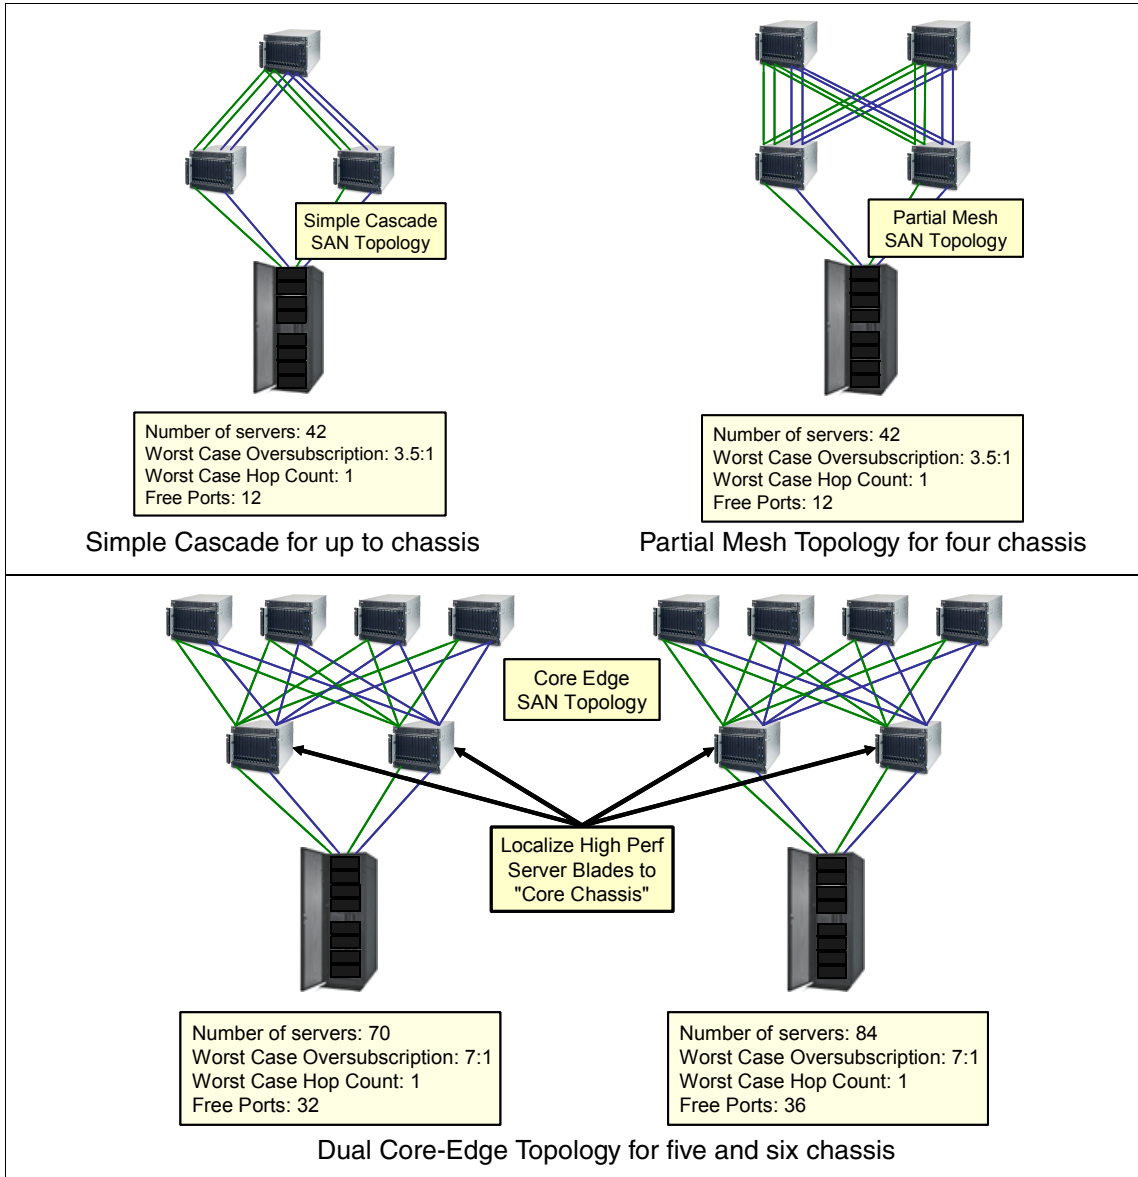 Simple Cascade
SAN Topology
Partial Mesh
SAN Topology
Number of servers: 42
Worst Case Oversubscription: 3.5:1
Worst Case Hop Count: 1
Free Ports: 12
Number of servers: 42
Worst Case Oversubscription: 3.5:1
Worst Case Hop Count: 1
Free Ports: 12
Simple Cascade for up to chassis
Partial Mesh Topology for four chassis
Core Edge
SAN Topology
Localize High Perf
Server Blades to
"Core Chassis"
Number of servers: 70
Worst Case Oversubscription: 7:1
Worst Case Hop Count: 1
Free Ports: 32
Number of servers: 84
Worst Case Oversubscription: 7:1
Worst Case Hop Count: 1
Free Ports: 36
Dual Core-Edge Topology for five and six chassis